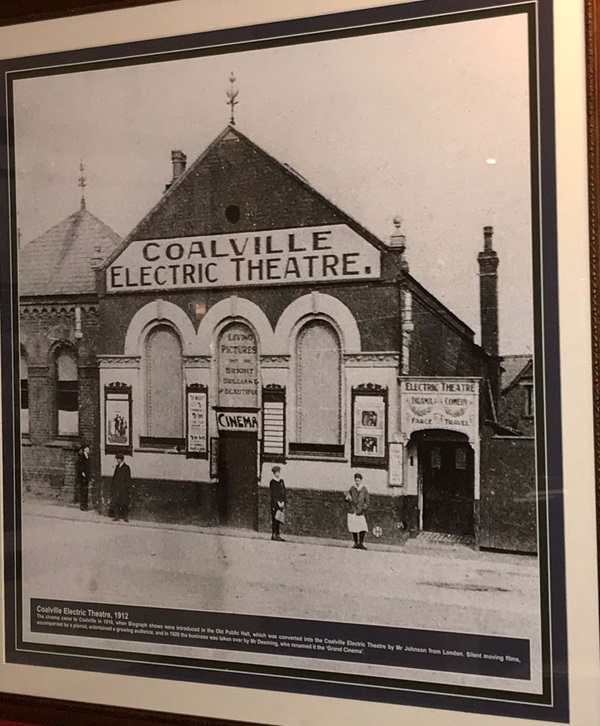 COALVILLE
ELECTRIC THEATRE.
LIVING
PICTURES
BRIGHT
BRILLIANT
BEAUTIFUL
CINEMA
ELECTRIC THEATRE
DRAMA COMEDY
FARCE TRAVEL
Coalville Electric Theatre, 1912
The cinema came to Coalville in 1910, when Biograph shows were introduced in the Old Public Hall, which was converted into the Coalville Electric Theatre by Mr Johnson from London. Silent moving films,
accompanied by a pianist, entertained a growing audience, and in 1920 the business was taken over by Mr Deeming, who renamed it the 'Grand Cinema'.